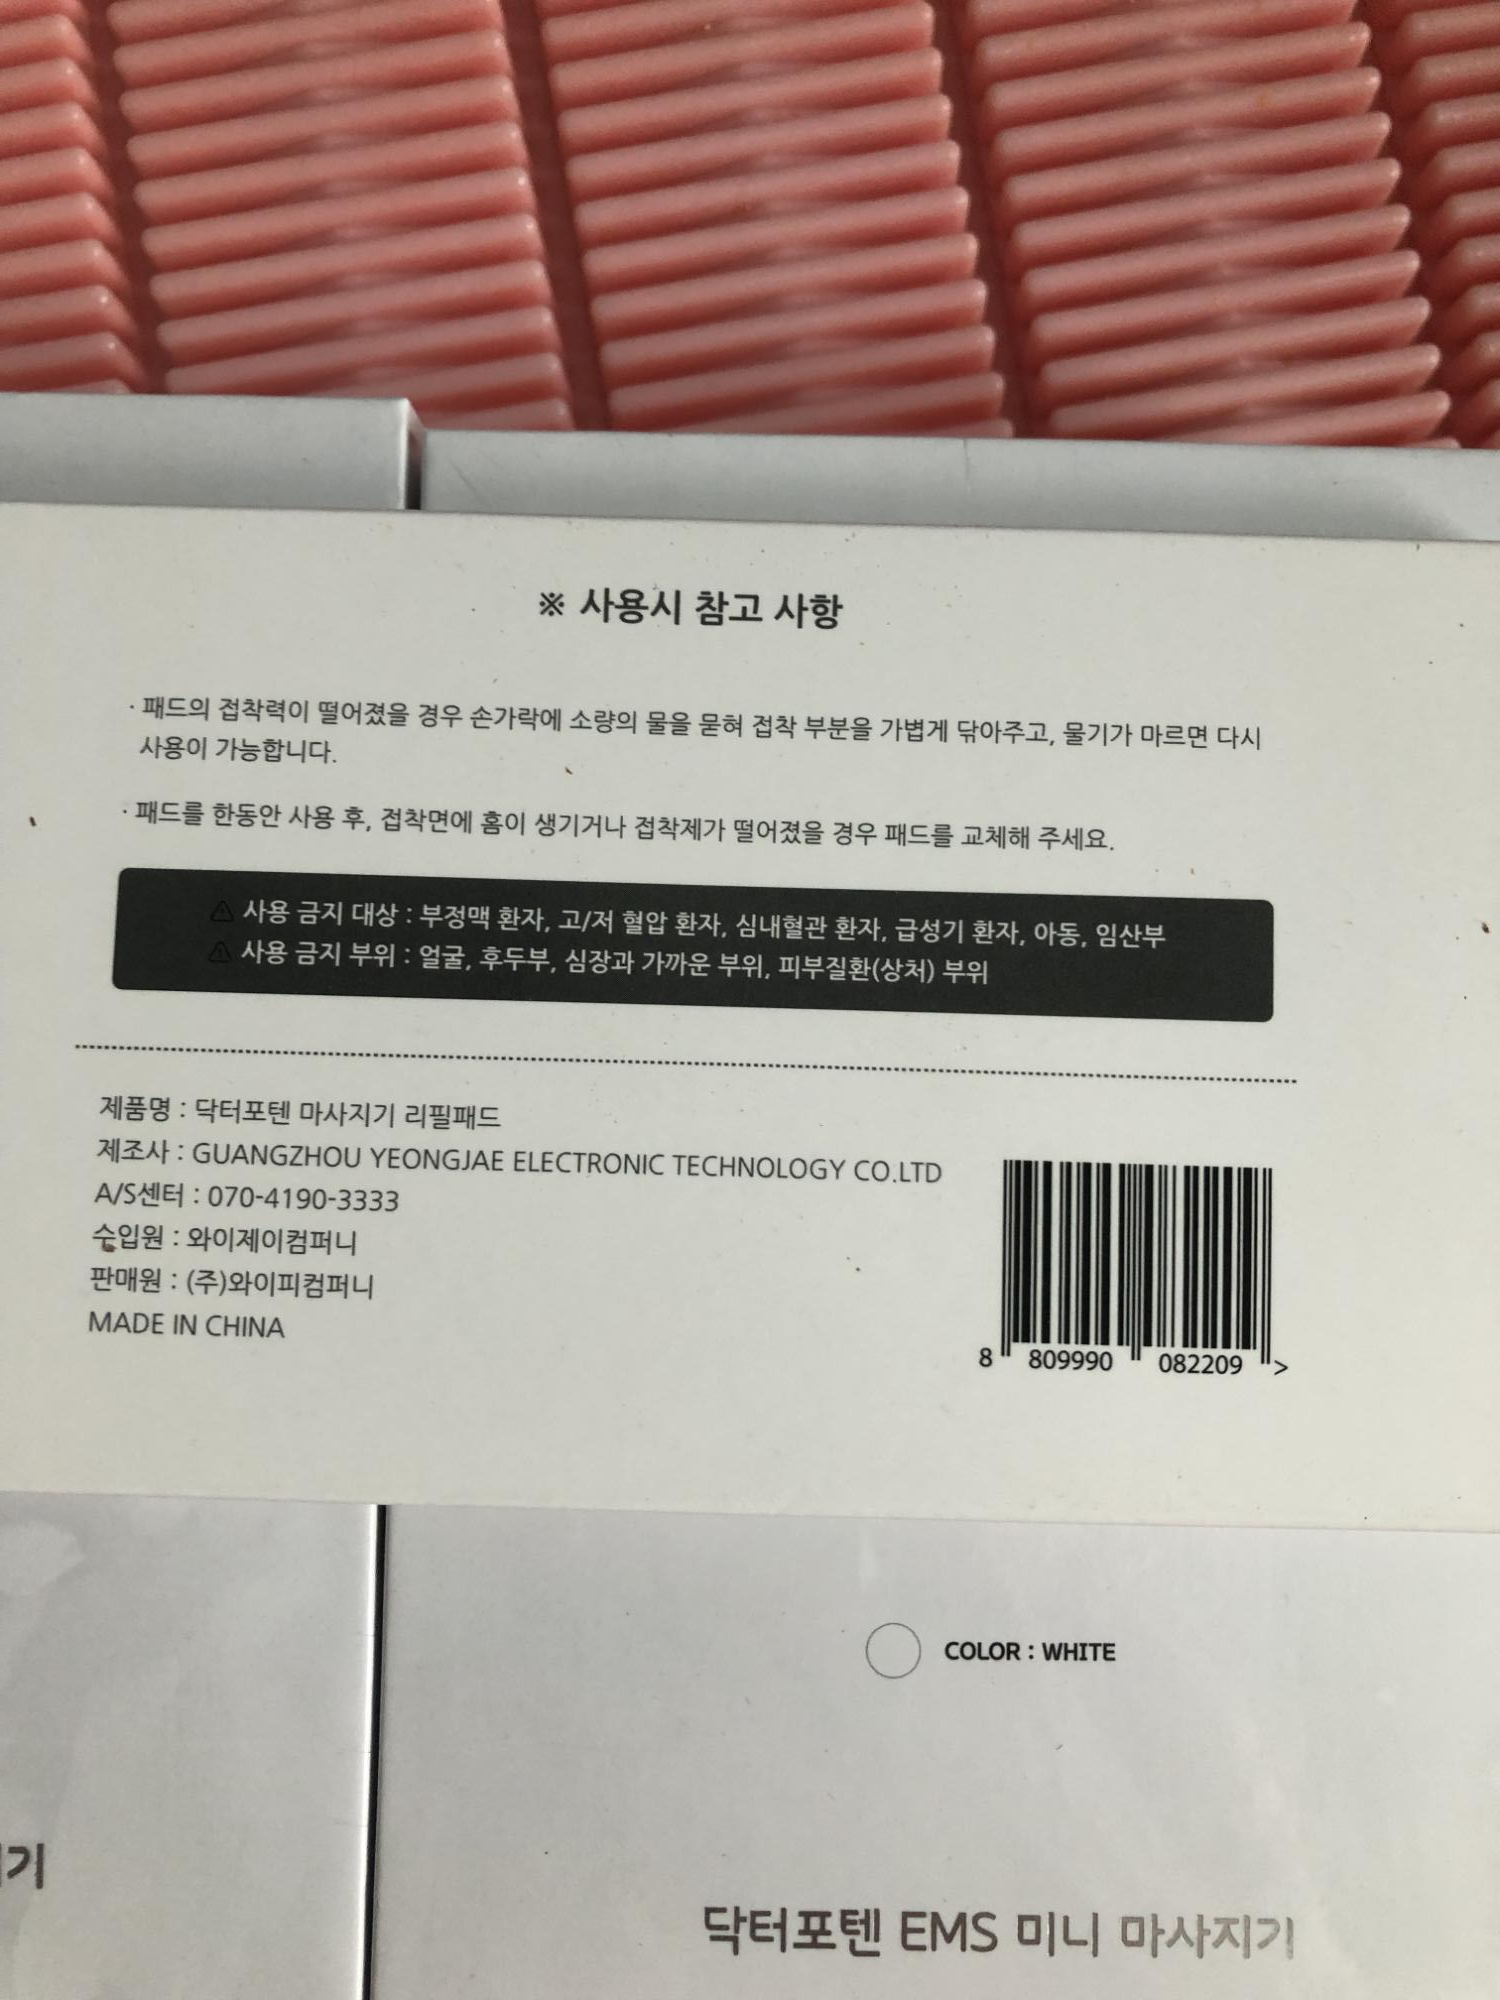 ※ 사용시 참고 사항
· 패드의 접착력이 떨어졌을 경우 손가락에 소량의 물을 묻혀 접착 부분을 가볍게 닦아주고, 물기가 마르면 다시
사용이 가능합니다.
· 패드를 한동안 사용 후, 접착면에 홈이 생기거나 접착제가 떨어졌을 경우 패드를 교체해 주세요.
⚠ 사용 금지 대상 : 부정맥 환자, 고/저 혈압 환자, 심내혈관 환자, 급성기 환자, 아동, 임산부
⚠ 사용 금지 부위 : 얼굴, 후두부, 심장과 가까운 부위, 피부질환(상처) 부위
제품명 : 닥터포텐 마사지기 리필패드
제조사 : GUANGZHOU YEONGJAE ELECTRONIC TECHNOLOGY CO.LTD
A/S센터 : 070-4190-3333
수입원 : 와이제이컴퍼니
판매원 : (주)와이피컴퍼니
MADE IN CHINA
8 809990 082209 >
COLOR : WHITE
기
닥터포텐 EMS 미니 마사지기